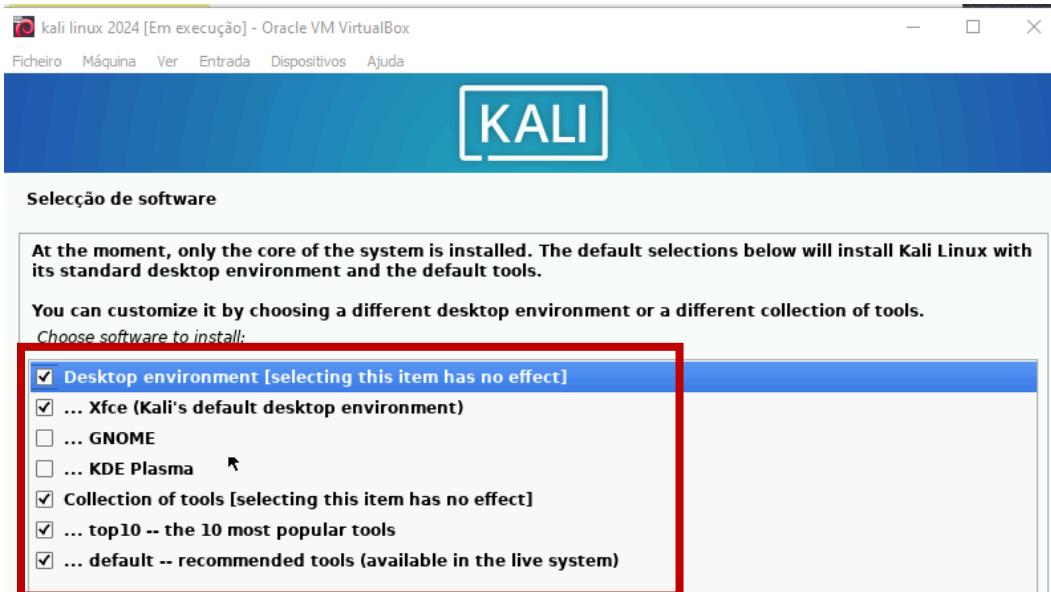 kali linux 2024 [Em execução] - Oracle VM VirtualBox
Ficheiro Máquina Ver Entrada Dispositivos Ajuda
KALI
Selecção de software
At the moment, only the core of the system is installed. The default selections below will install Kali Linux with
its standard desktop environment and the default tools.
You can customize it by choosing a different desktop environment or a different collection of tools.
Choose software to install:
Desktop environment [selecting this item has no effect]
... Xfce (Kali's default desktop environment)
... GNOME
... KDE Plasma
Collection of tools [selecting this item has no effect]
... top10 -- the 10 most popular tools
... default -- recommended tools (available in the live system)